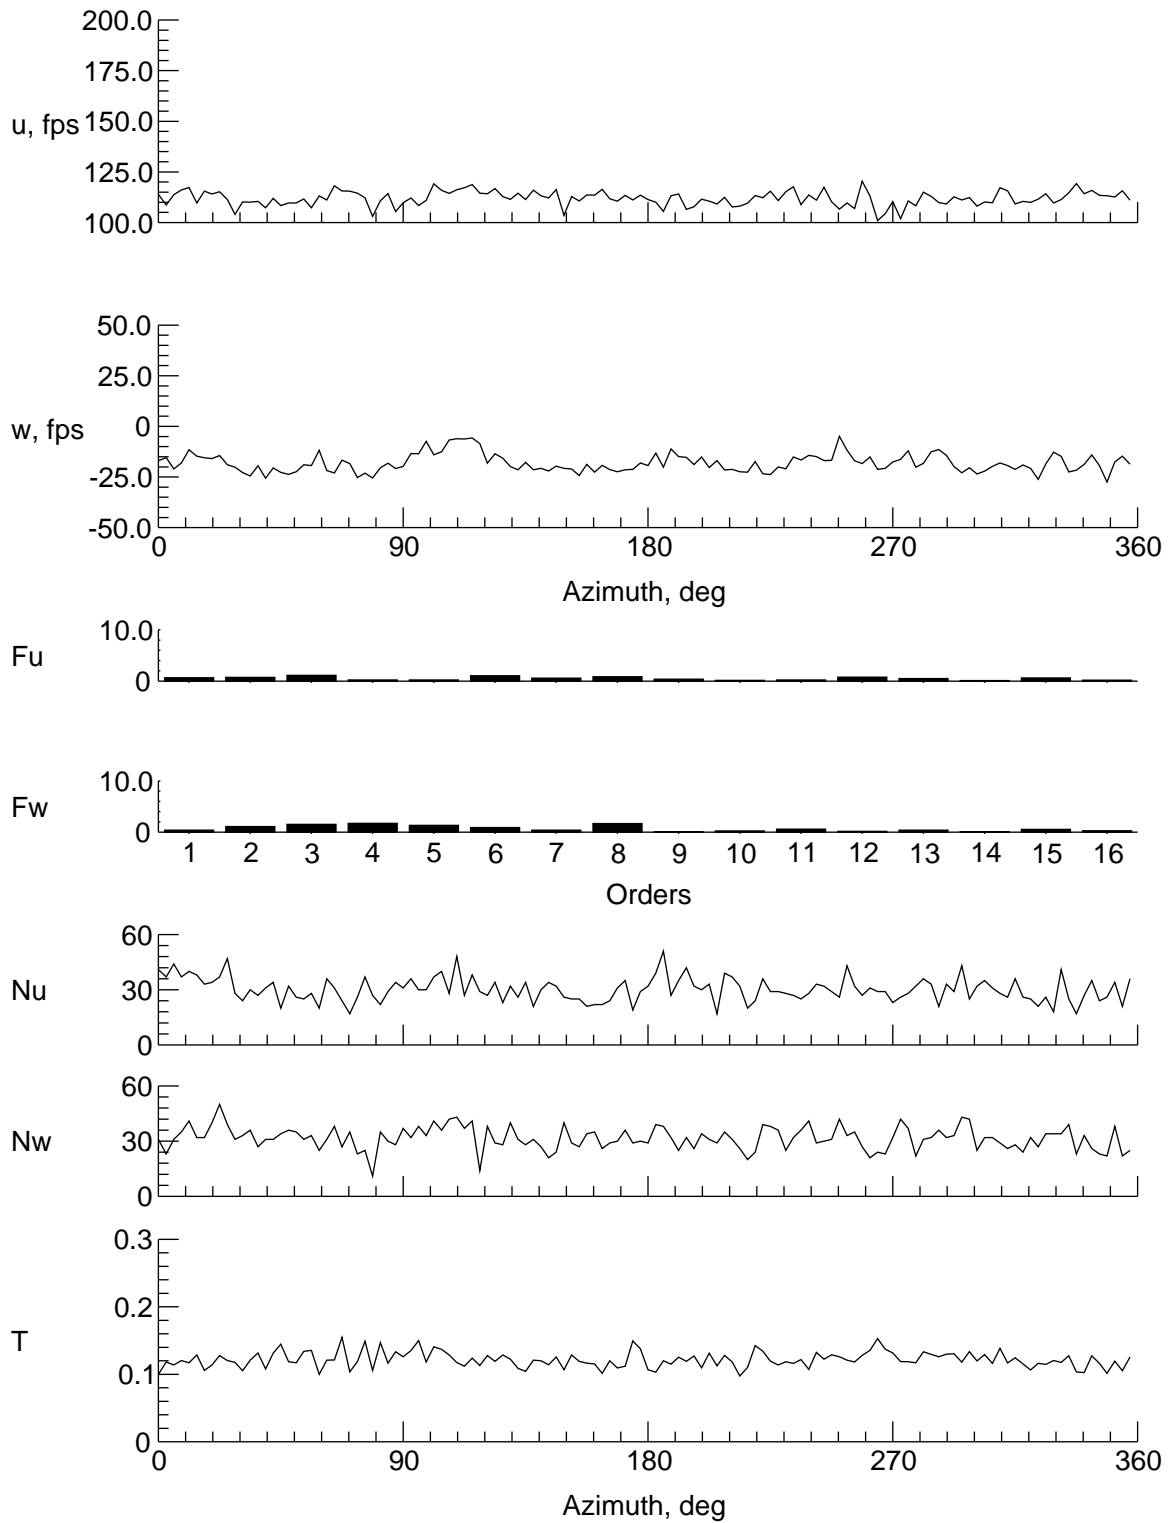 200.0
175.0
u, fps 150.0
125.0
100.0
50.0
25.0
w, fps 0
-25.0
-50.0
0 90 180 270 360
Azimuth, deg
10.0
Fu
0
10.0
Fw
0
1 2 3 4 5 6 7 8 9 10 11 12 13 14 15 16
Orders
60
Nu 30
0
60
Nw 30
0
0.3
0.2
T
0.1
0
0 90 180 270 360
Azimuth, deg